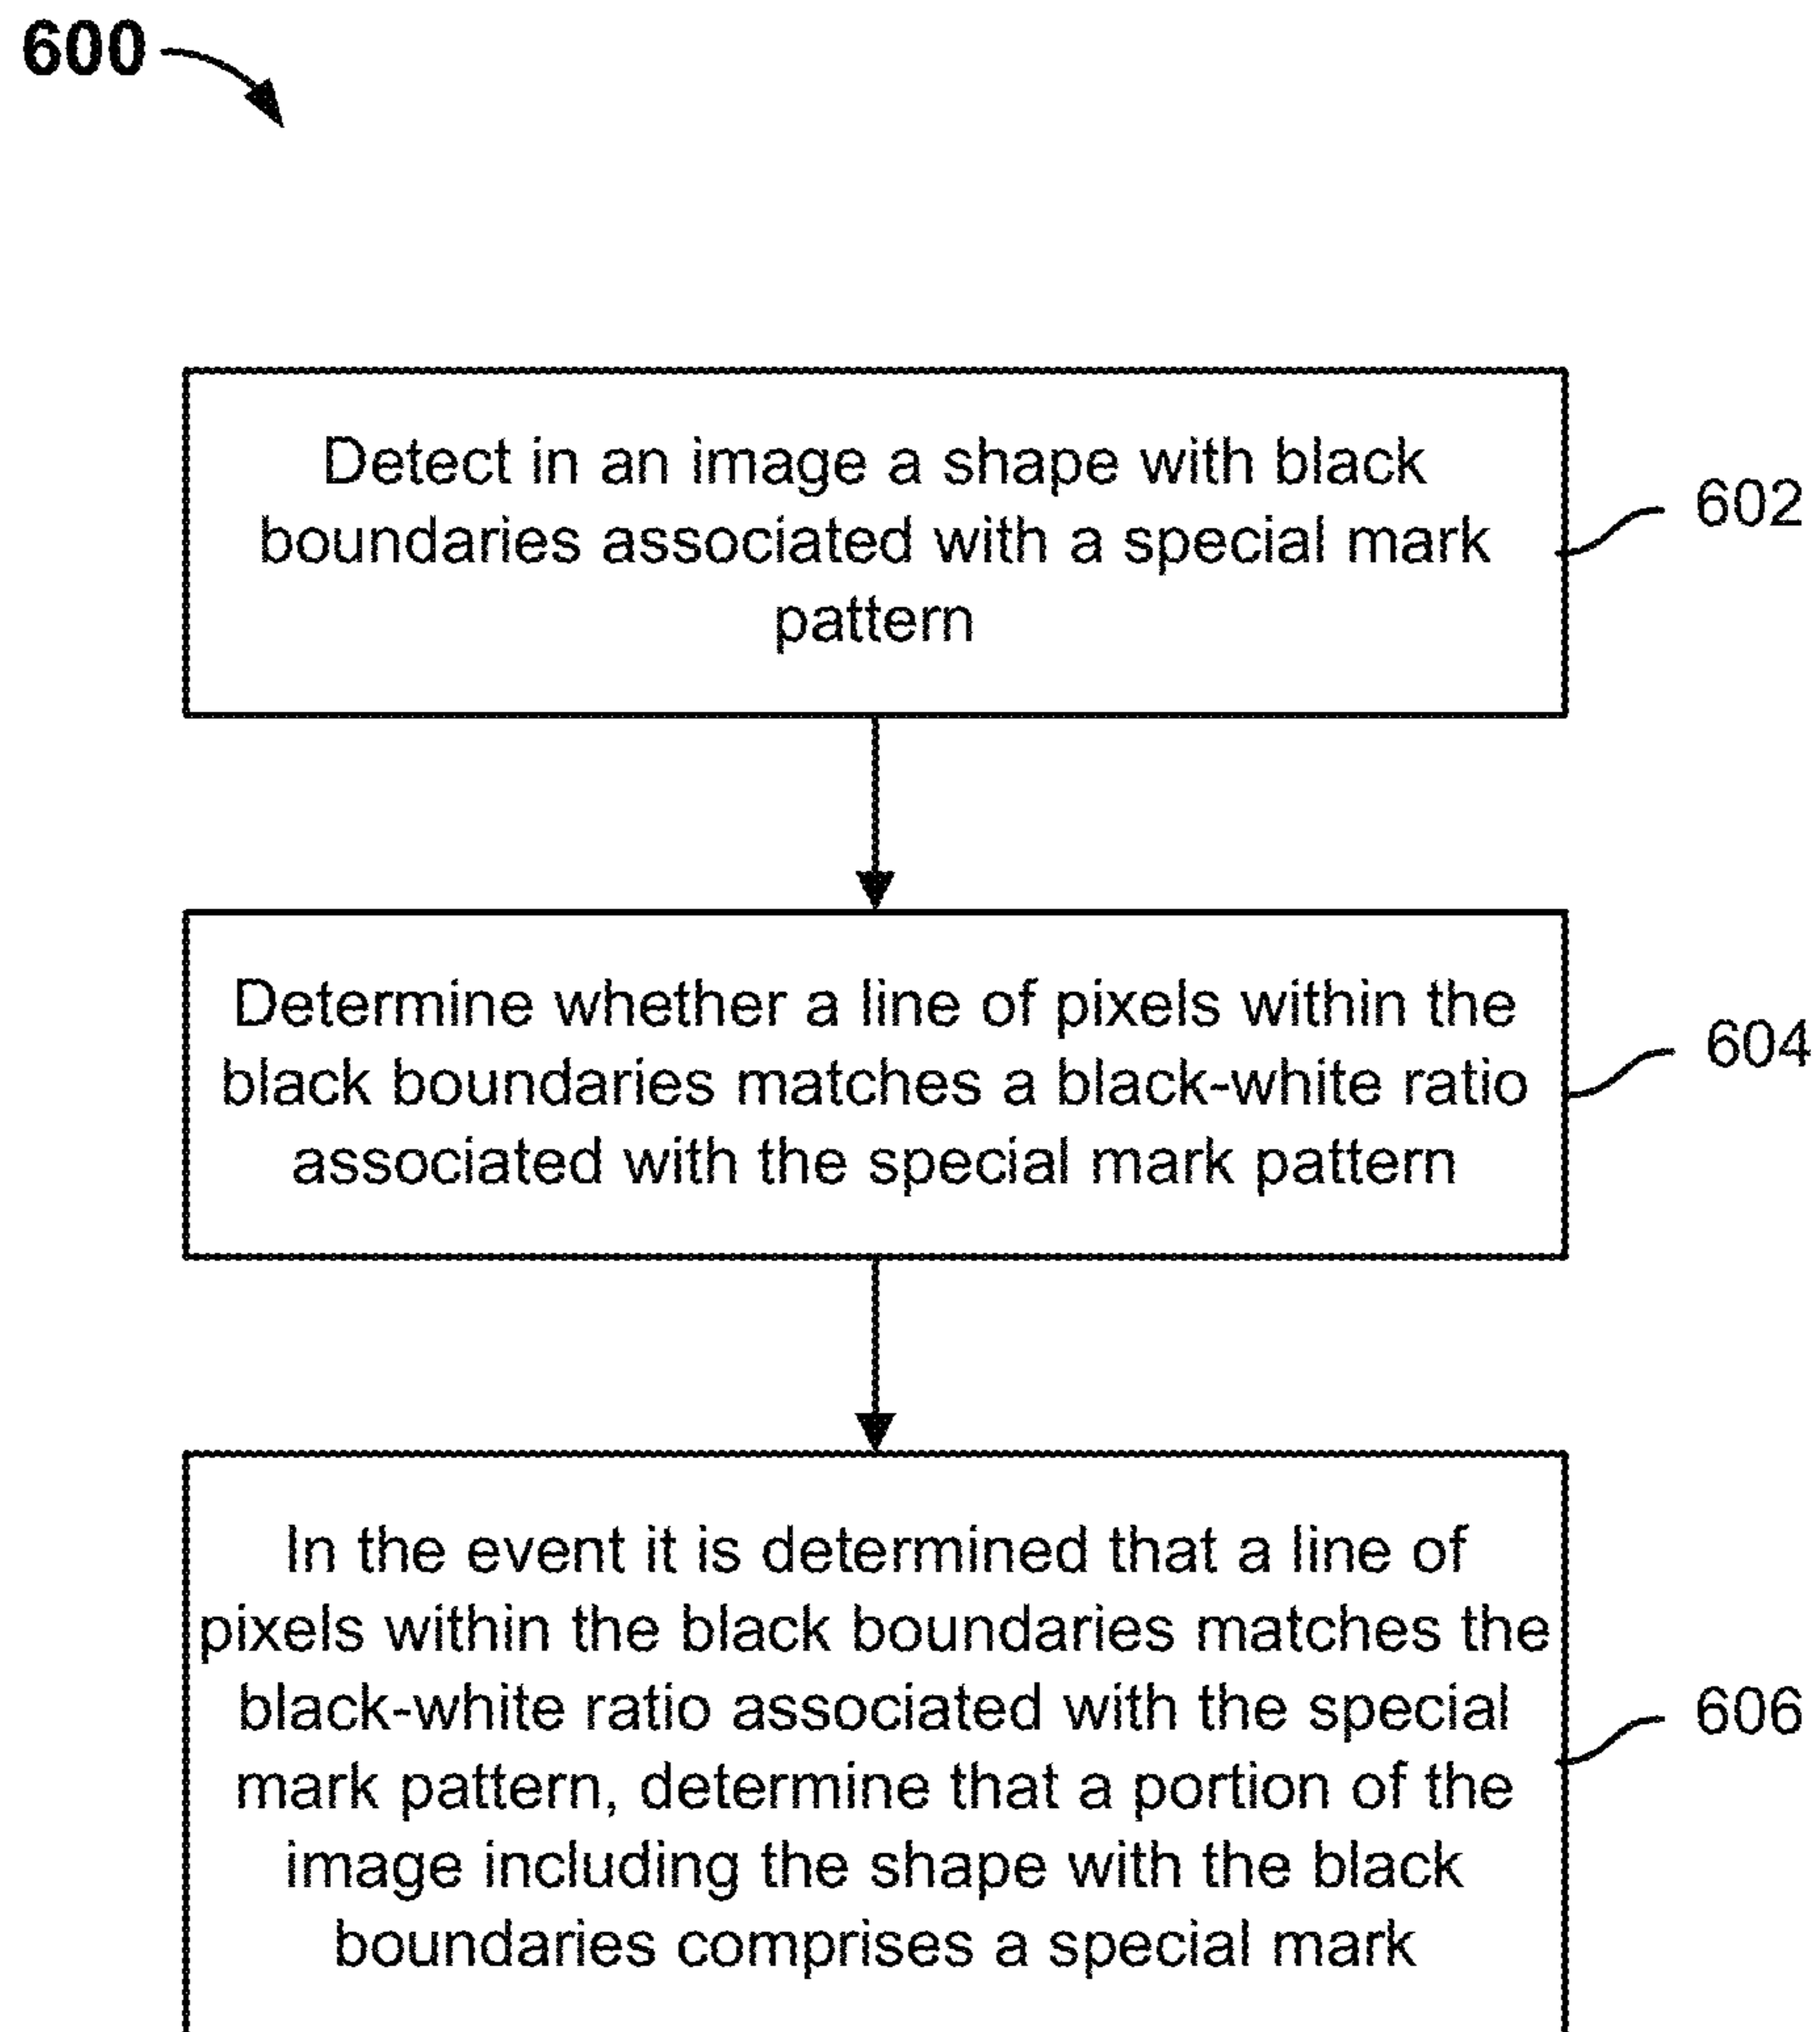 600
Detect in an image a shape with black
boundaries associated with a special mark
pattern
602
Determine whether a line of pixels within the
black boundaries matches a black-white ratio
associated with the special mark pattern
604
In the event it is determined that a line of
pixels within the black boundaries matches the
black-white ratio associated with the special
mark pattern, determine that a portion of the
image including the shape with the black
boundaries comprises a special mark
606